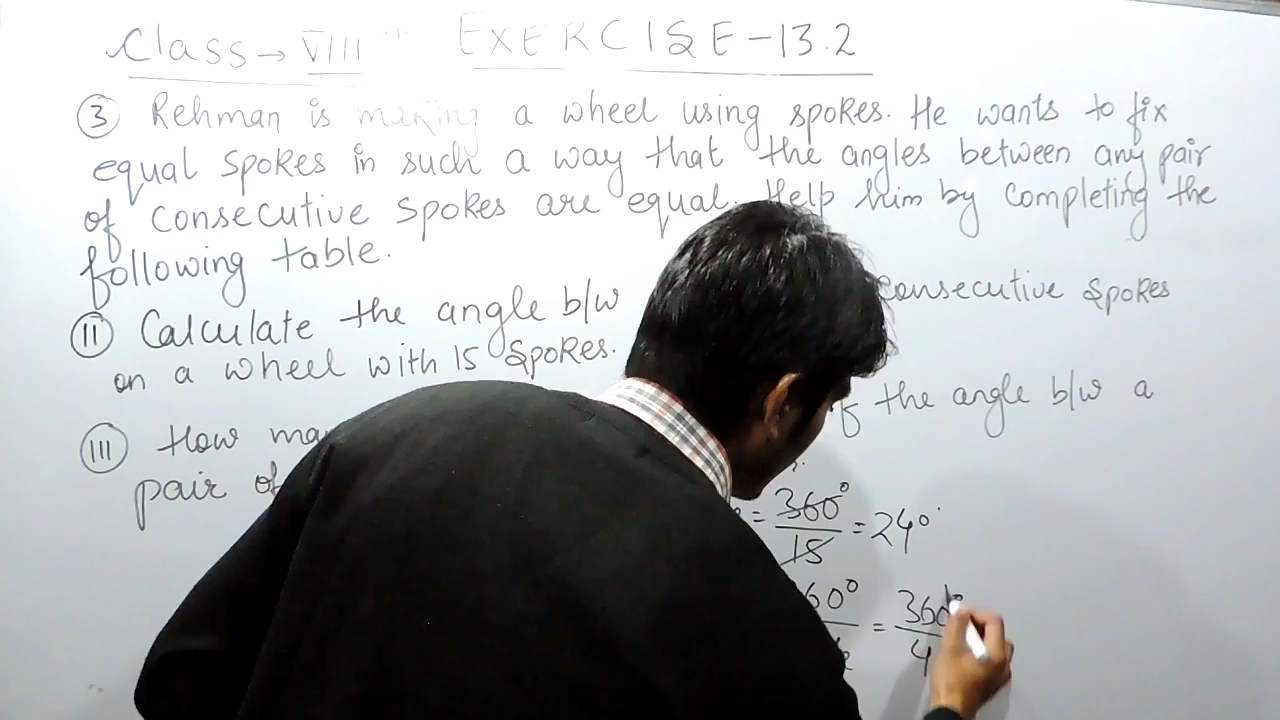 Class → VIII EXERCISE-13.2
③ Rehman is making a wheel using spokes. He wants to fix
equal spokes in such a way that the angles between any pair
of consecutive spokes are equal. Help him by completing the
following table.
Ⓘ Calculate the angle b/w consecutive spokes
on a wheel with 15 spokes.
III How the angle b/w a
pair of
= 360° / 15 = 24°
= 360° / 4